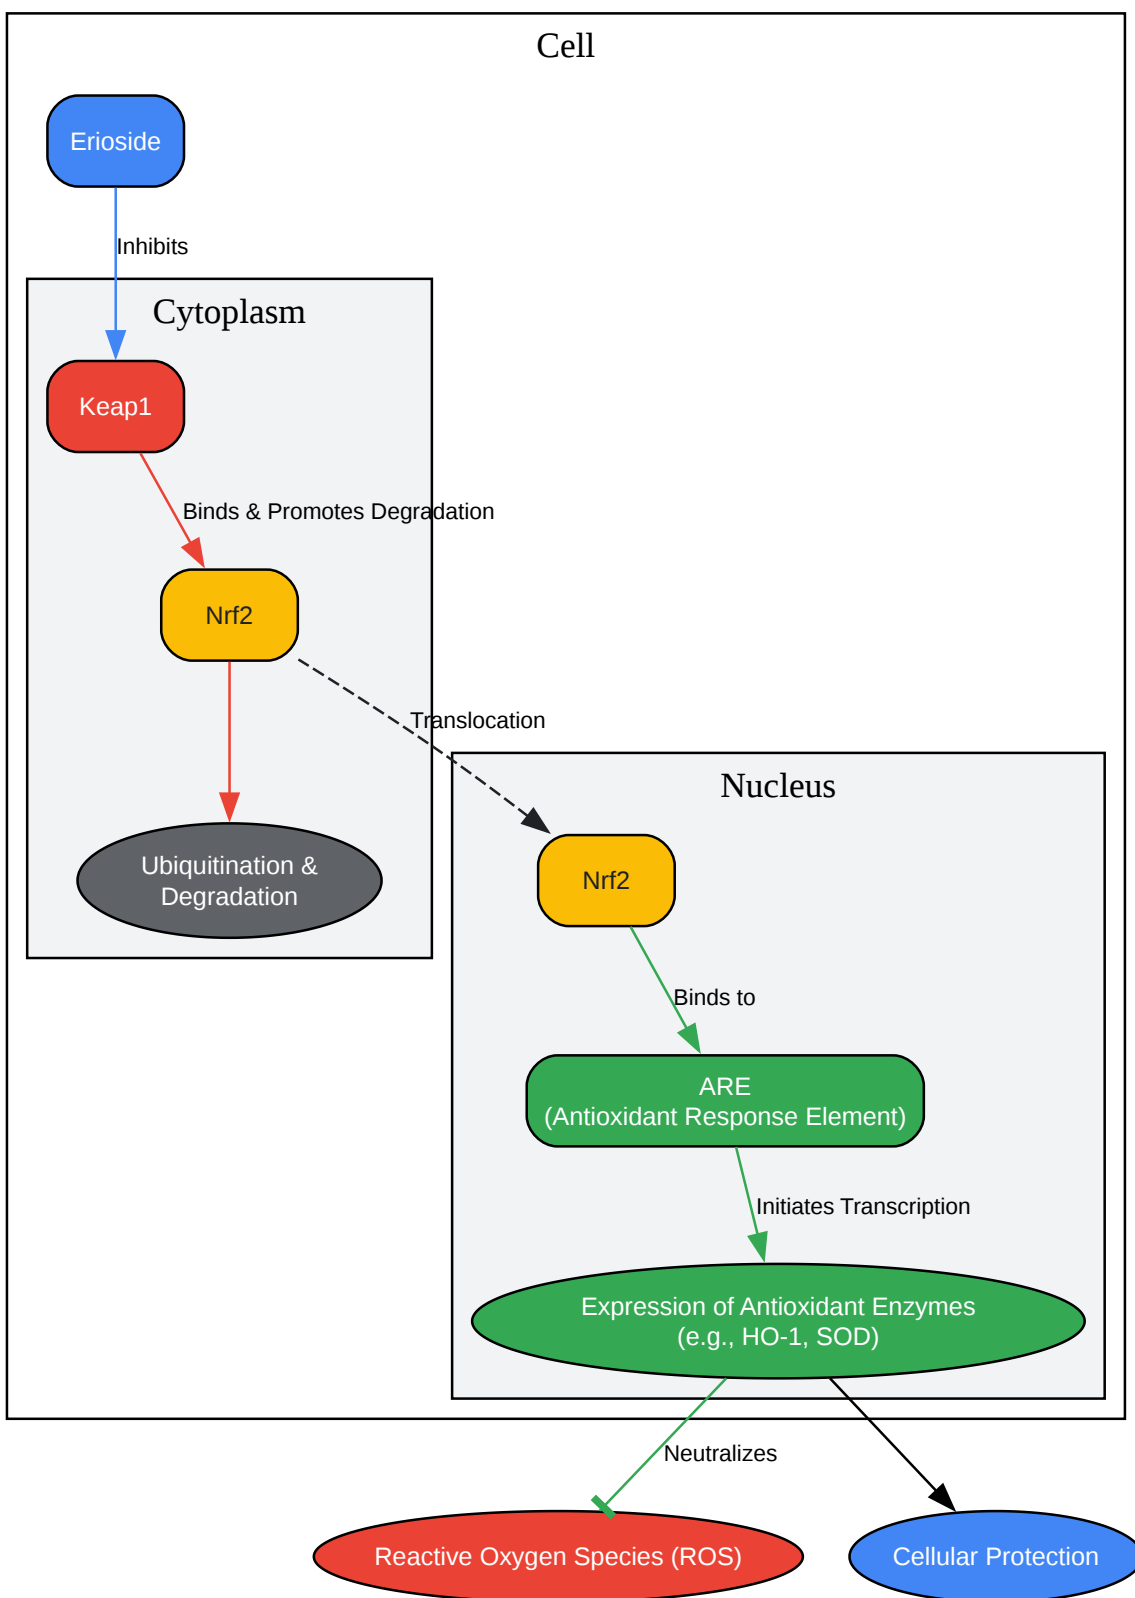 Cell
Erioside
Inhibits
Cytoplasm
Keap1
Binds & Promotes Degradation
Nrf2
Translocation
Nucleus
Ubiquitination &
Degradation
Nrf2
Binds to
ARE
(Antioxidant Response Element)
Initiates Transcription
Expression of Antioxidant Enzymes
(e.g., HO-1, SOD)
Neutralizes
Reactive Oxygen Species (ROS)
Cellular Protection